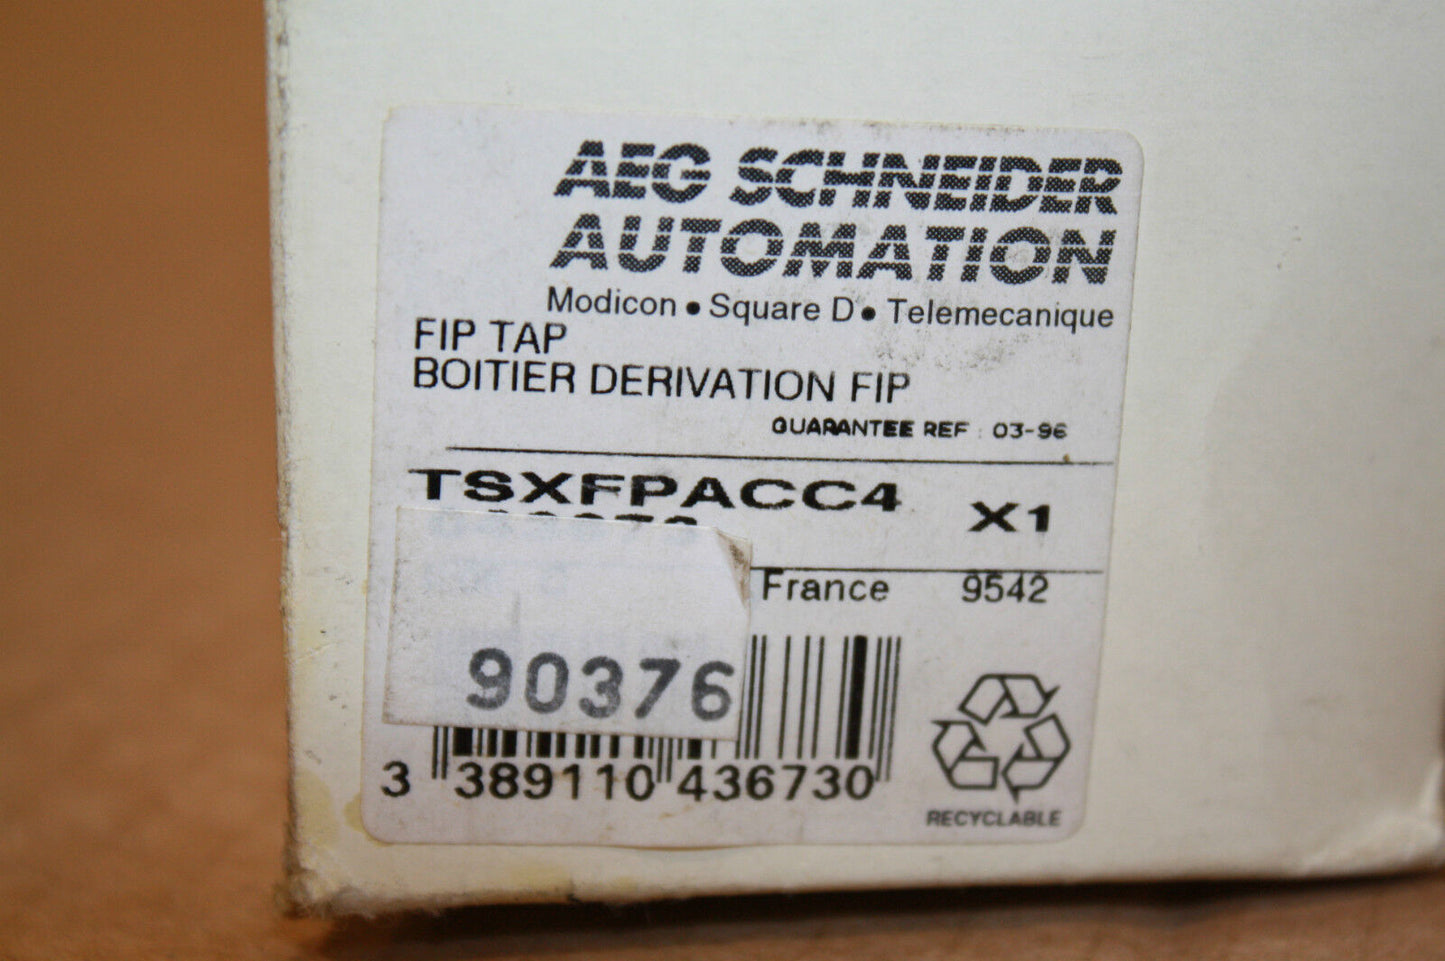 AEG SCHNEIDER
AUTOMATION
Modicon • Square D • Telemecanique
FIP TAP
BOITIER DERIVATION FIP
GUARANTEE REF : 03-96
TSXFPACC4 X1
France 9542
90376
3 389110 436730
RECYCLABLE